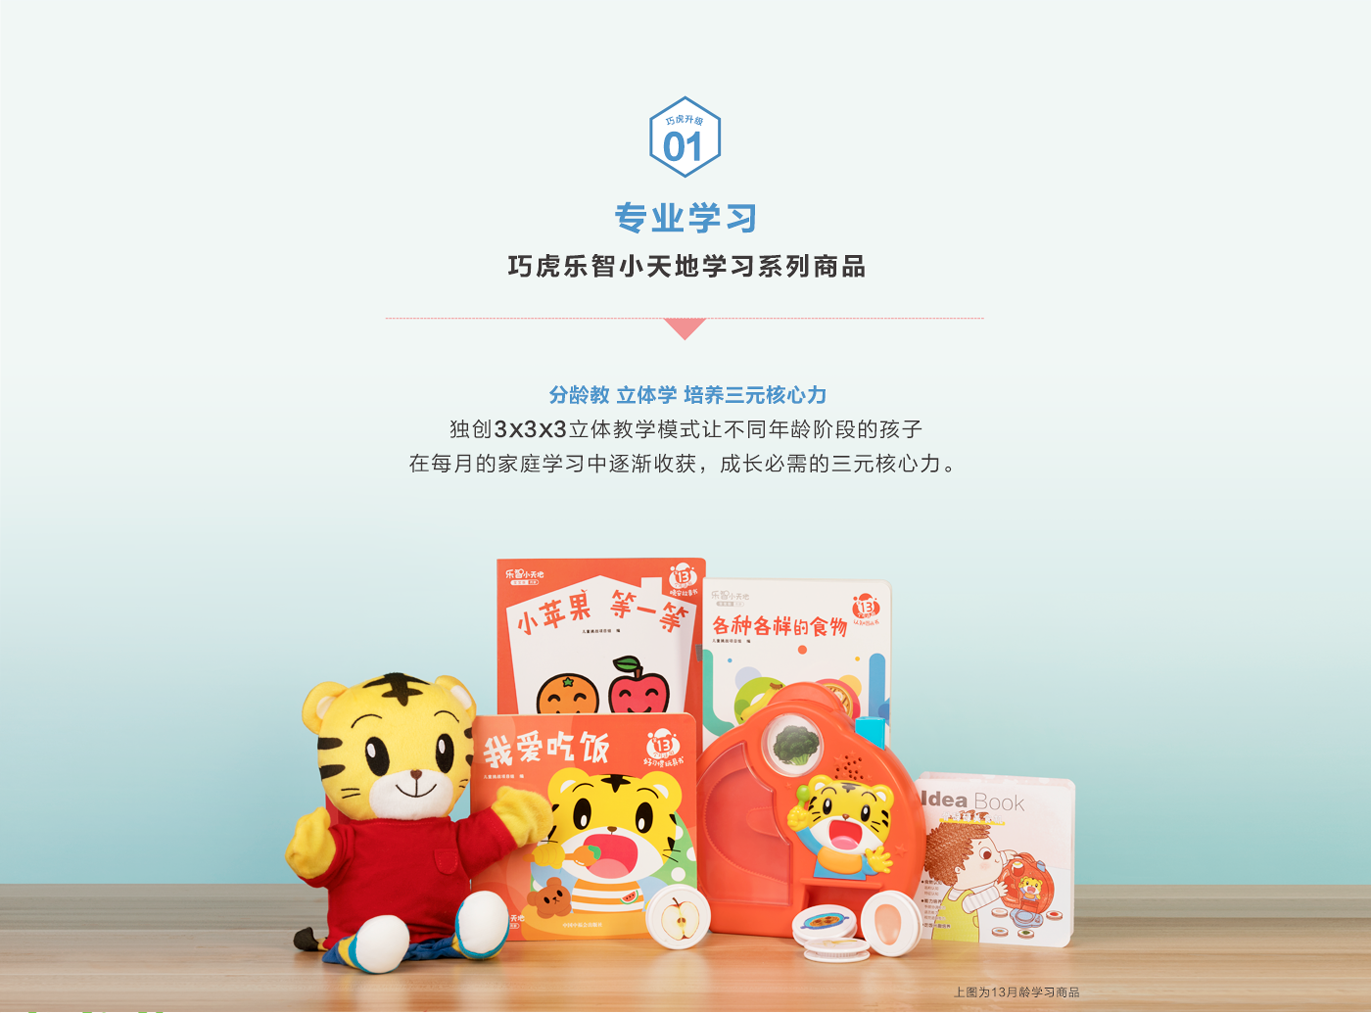 巧虎升级
01
专业学习
巧虎乐智小天地学习系列商品
分龄教 立体学 培养三元核心力
独创3x3x3立体教学模式让不同年龄阶段的孩子
在每月的家庭学习中逐渐收获，成长必需的三元核心力。
乐智小天地
13
小苹果 等一等
乐智小天地
13
各种各样的食物
我爱吃饭
13
Idea Book
上图为13月龄学习商品